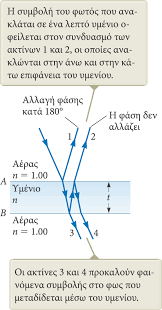 Η συμβολή του φωτός που ανα-
κλάται σε ένα λεπτό υμένιο ο-
φείλεται στον συνδυασμό των
ακτίνων 1 και 2, οι οποίες ανα-
κλώνται στην άνω και στην κά-
τω επιφάνεια του υμενίου.
Αλλαγή φάσης
κατά 180°
Η φάση δεν
αλλάζει
1
2
Αέρας
n = 1.00
A
Υμένιο
n
t
B
Αέρας
n = 1.00
3
4
Οι ακτίνες 3 και 4 προκαλούν φαι-
νόμενα συμβολής στο φως που
μεταδίδεται μέσω του υμενίου.